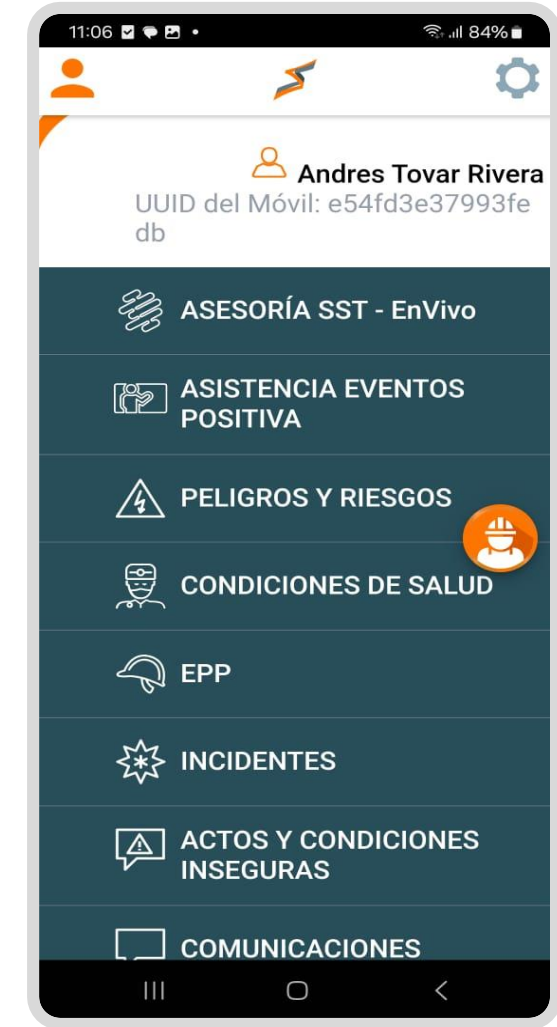 11:06
84%
Andres Tovar Rivera
UUID del Móvil: e54fd3e37993fe
db
ASESORÍA SST - EnVivo
ASISTENCIA EVENTOS
POSITIVA
PELIGROS Y RIESGOS
CONDICIONES DE SALUD
EPP
INCIDENTES
ACTOS Y CONDICIONES
INSEGURAS
COMUNICACIONES